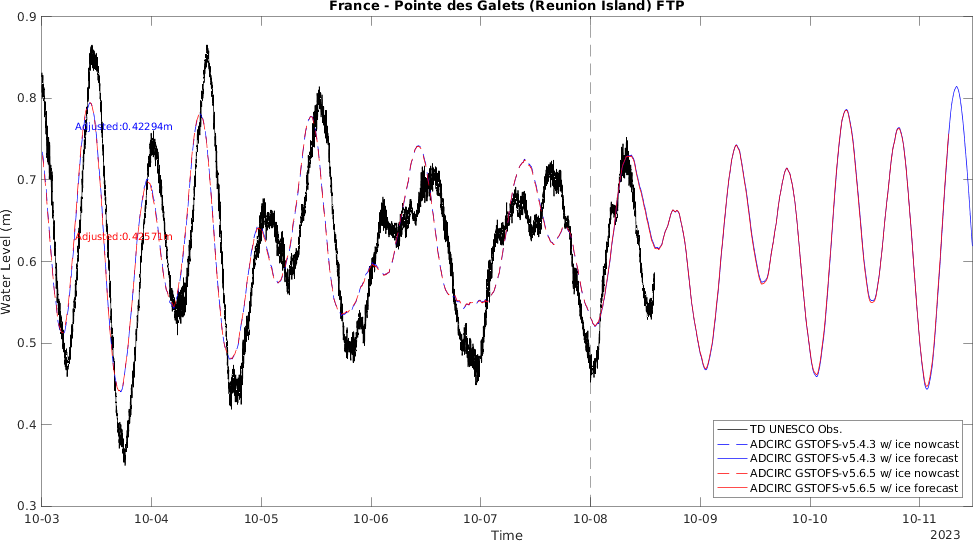 France - Pointe des Galets (Reunion Island) FTP
0.9
0.8
0.7
0.6
0.5
0.4
0.3
Water Level (m)
Adjusted:0.42294m
Adjusted:0.42571m
TD UNESCO Obs.
ADCIRC GSTOFS-v5.4.3 w/ ice nowcast
ADCIRC GSTOFS-v5.4.3 w/ ice forecast
ADCIRC GSTOFS-v5.6.5 w/ ice nowcast
ADCIRC GSTOFS-v5.6.5 w/ ice forecast
10-03 10-04 10-05 10-06 10-07 10-08 10-09 10-10 10-11
Time 2023